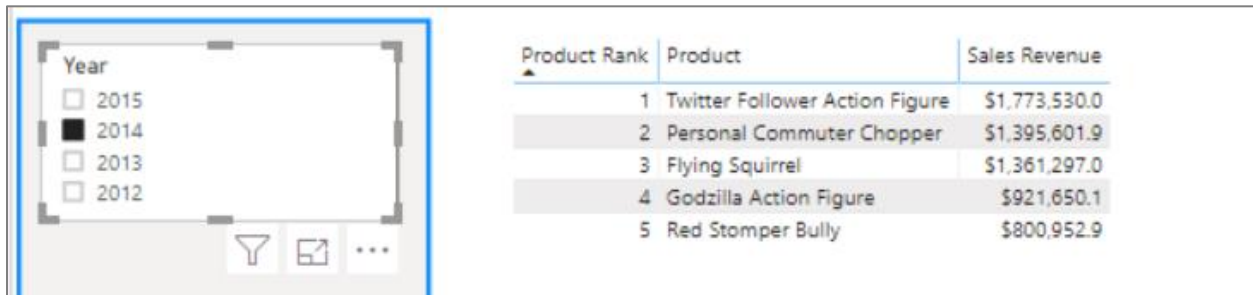 Year
2015
2014
2013
2012
Product Rank Product Sales Revenue
1 Twitter Follower Action Figure $1,773,530.0
2 Personal Commuter Chopper $1,395,601.9
3 Flying Squirrel $1,361,297.0
4 Godzilla Action Figure $921,650.1
5 Red Stomper Bully $800,952.9